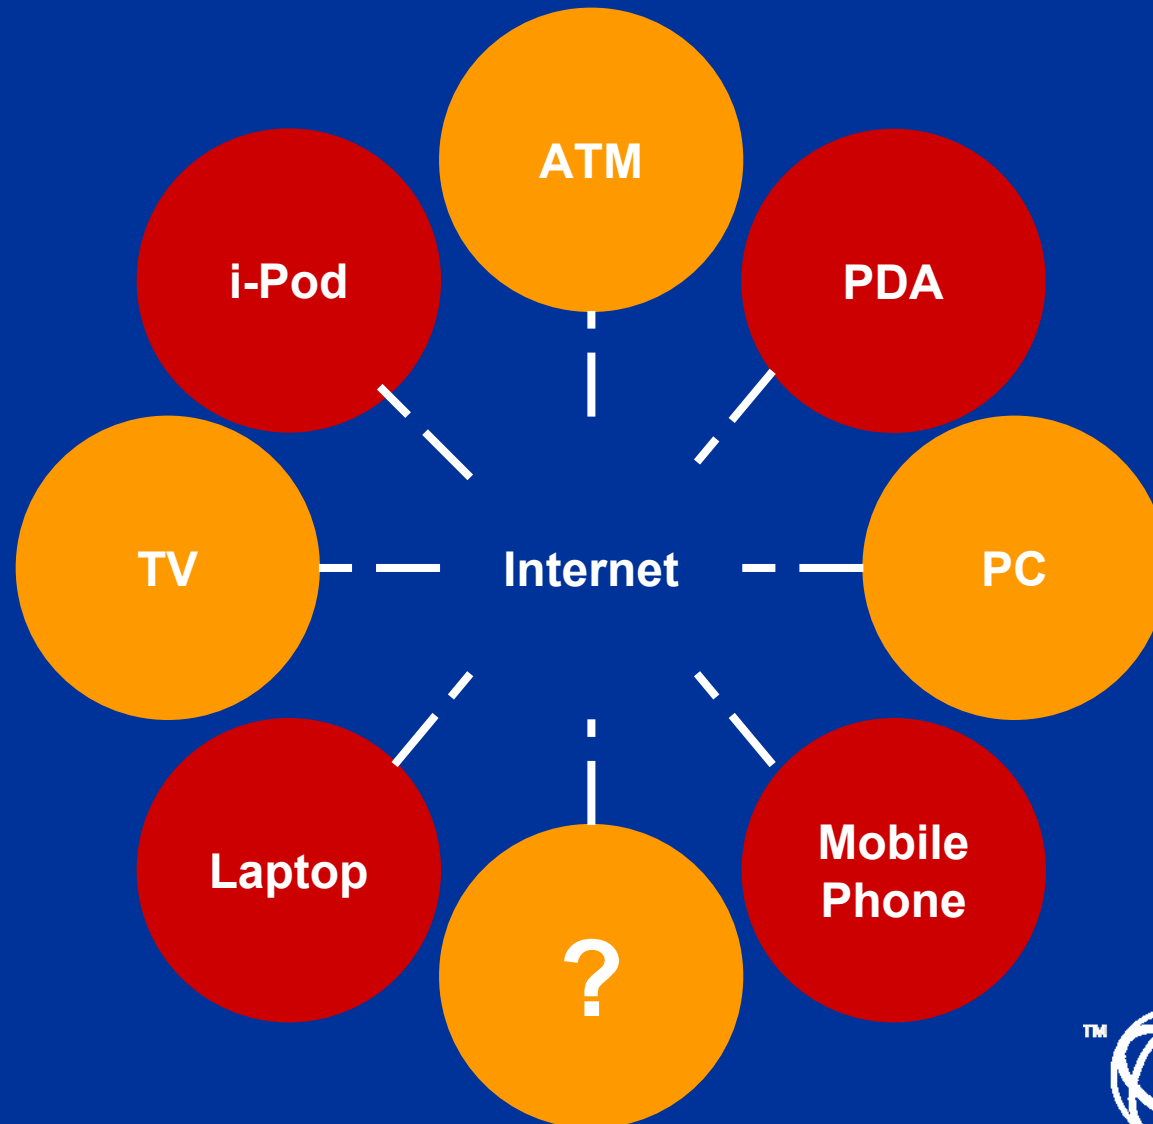 ATM
i-Pod
PDA
TV
Internet
PC
Laptop
Mobile
Phone
?
TM